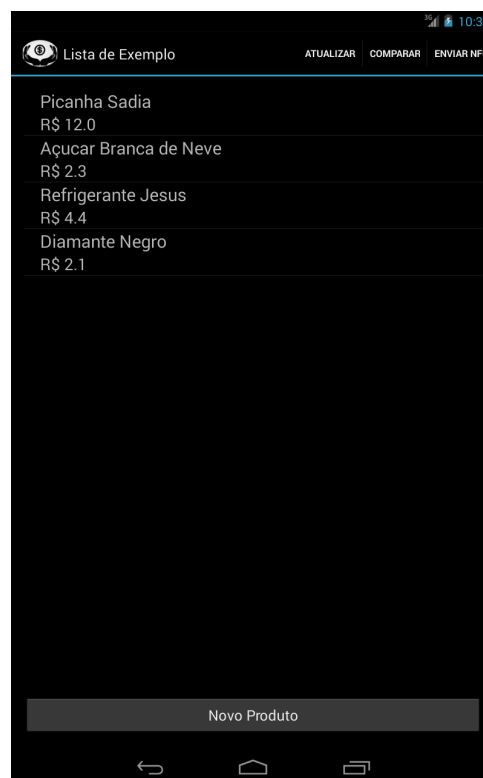 3G 10:3
Lista de Exemplo ATUALIZAR COMPARAR ENVIAR NF
Picanha Sadia
R$ 12.0
Açucar Branca de Neve
R$ 2.3
Refrigerante Jesus
R$ 4.4
Diamante Negro
R$ 2.1
Novo Produto